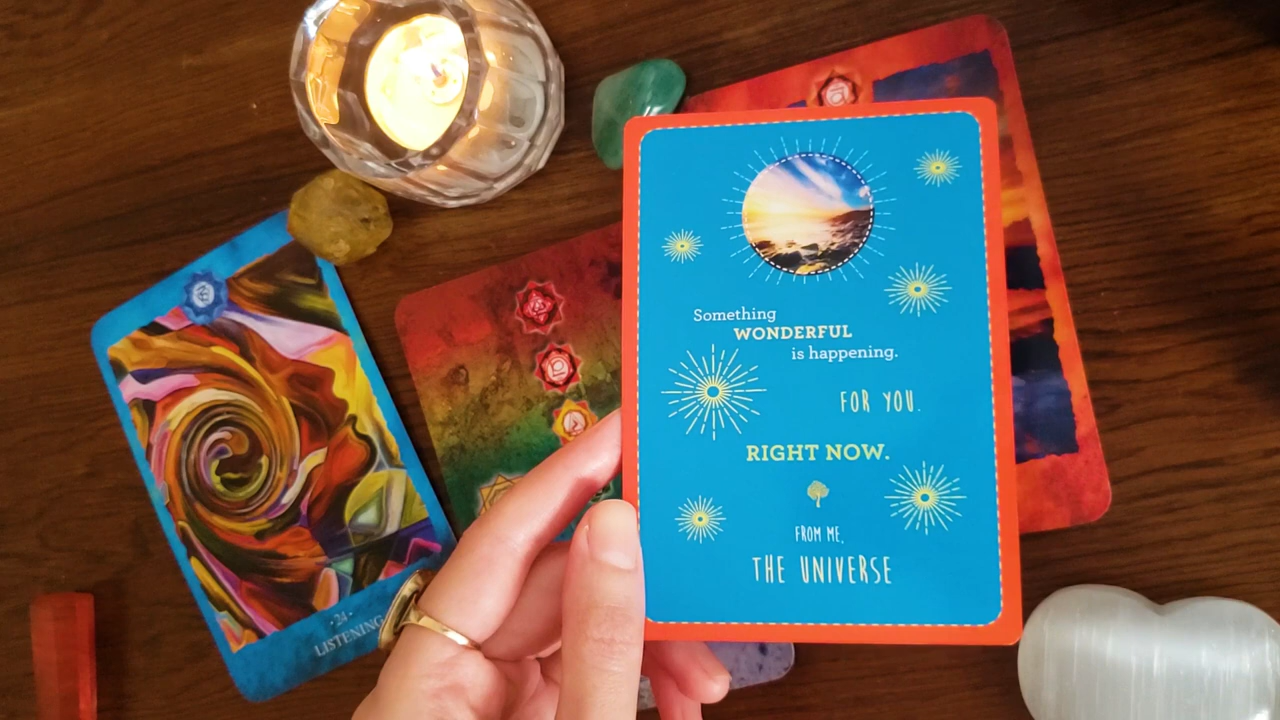 Something
WONDERFUL
is happening.
FOR YOU.
RIGHT NOW.
FROM ME,
THE UNIVERSE
·24·
LISTENING